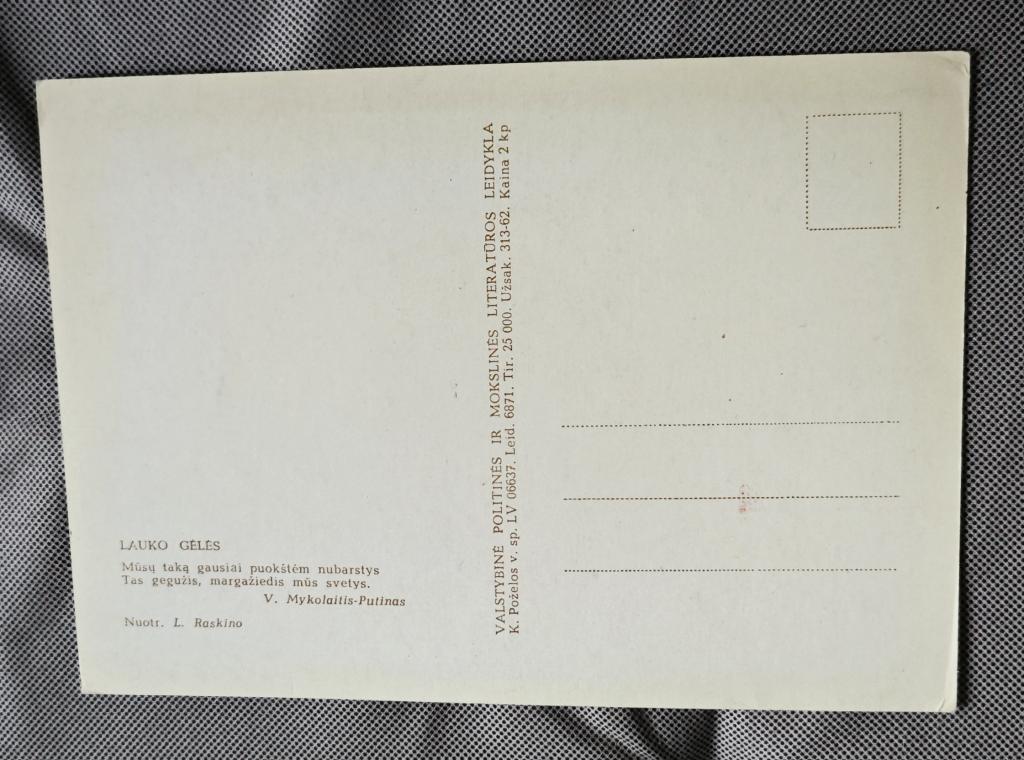 LAUKO GĖLĖS
Mūsų taką gausiai puokštėm nubarstys
Tas gegužis, margažiedis mūs svetys.
V. Mykolaitis-Putinas
Nuotr. L. Raskino
VALSTYBINĖ POLITINĖS IR MOKSLINĖS LITERATŪROS LEIDYKLA
K. Poželos v. sp. LV 06637. Leid. 6871. Tir. 25 000. Užsak. 313-62. Kaina 2 kp